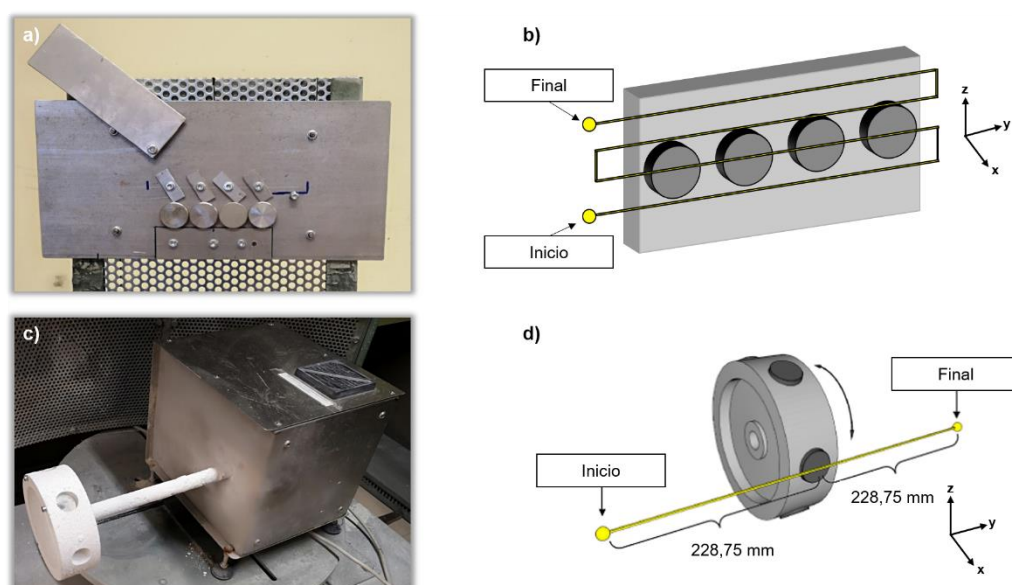 a)
b)
Final
Inicio
z
y
x
c)
d)
Final
Inicio
228,75 mm
228,75 mm
z
y
x